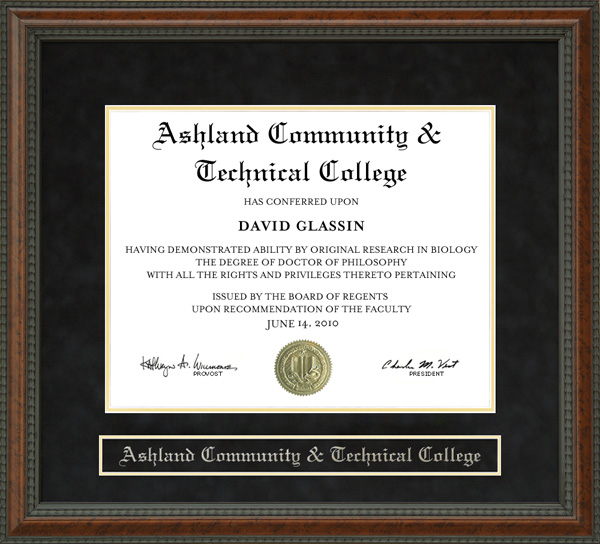 Ashland Community &
Technical College
HAS CONFERRED UPON
DAVID GLASSIN
HAVING DEMONSTRATED ABILITY BY ORIGINAL RESEARCH IN BIOLOGY
THE DEGREE OF DOCTOR OF PHILOSOPHY
WITH ALL THE RIGHTS AND PRIVILEGES THERETO PERTAINING
ISSUED BY THE BOARD OF REGENTS
UPON RECOMMENDATION OF THE FACULTY
JUNE 14, 2010
PROVOST
Charles M. Vest
PRESIDENT
Ashland Community & Technical College